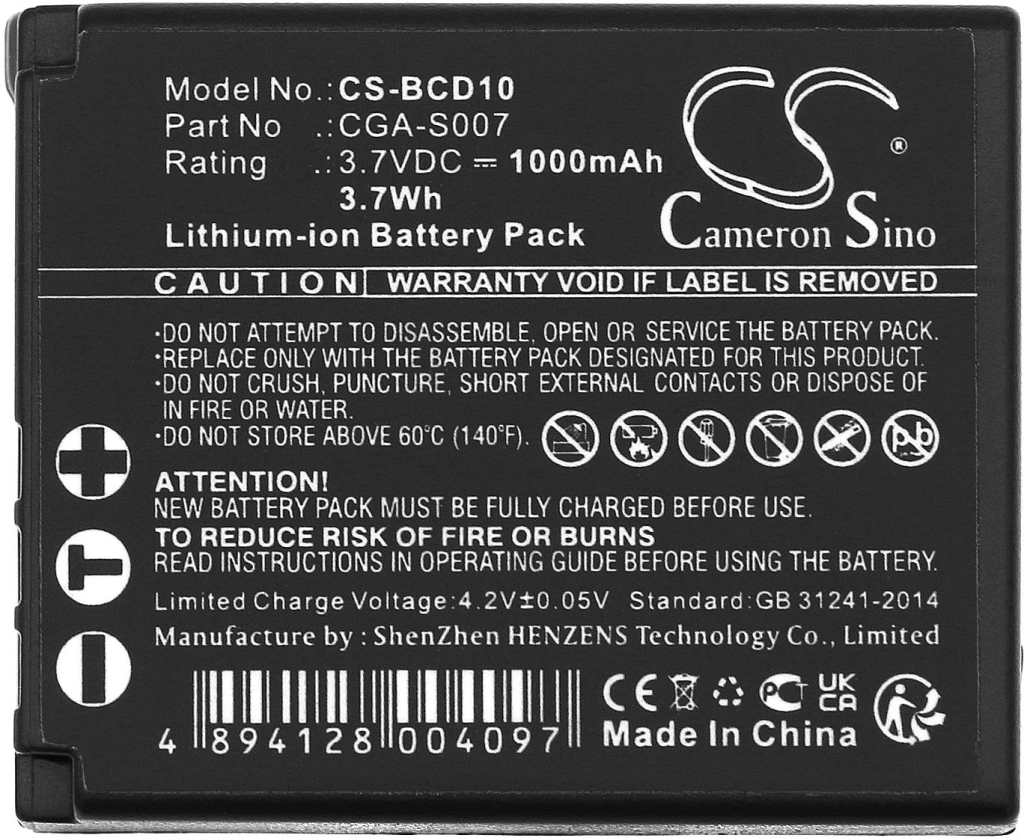 Model No.:CS-BCD10
Part No .:CGA-S007
Rating .:3.7VDC ⎓ 1000mAh
3.7Wh
Lithium-ion Battery Pack
CS
®
Cameron Sino
CAUTION WARRANTY VOID IF LABEL IS REMOVED
·DO NOT ATTEMPT TO DISASSEMBLE, OPEN OR SERVICE THE BATTERY PACK.
·REPLACE ONLY WITH THE BATTERY PACK DESIGNATED FOR THIS PRODUCT.
·DO NOT CRUSH, PUNCTURE, SHORT EXTERNAL CONTACTS OR DISPOSE OF
IN FIRE OR WATER.
·DO NOT STORE ABOVE 60°C (140°F).
Pb
ATTENTION!
NEW BATTERY PACK MUST BE FULLY CHARGED BEFORE USE.
TO REDUCE RISK OF FIRE OR BURNS
READ INSTRUCTIONS IN OPERATING GUIDE BEFORE USING THE BATTERY.
+
T
−
Limited Charge Voltage:4.2V±0.05V Standard:GB 31241-2014
Manufacture by : ShenZhen HENZENS Technology Co., Limited
4 894128 004097
CE PCT UK
CA
Made In China